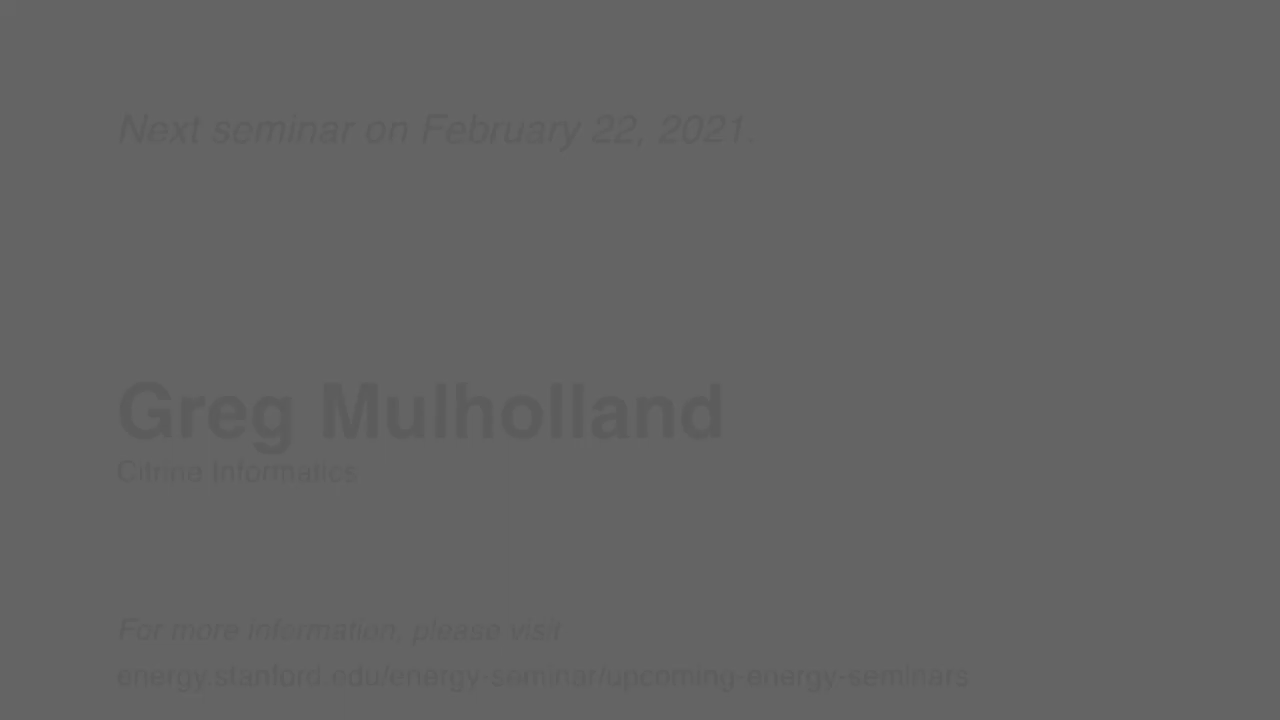 Next seminar on February 22, 2021.
Greg Mulholland
Citrine Informatics
For more information, please visit
energy.stanford.edu/energy-seminar/upcoming-energy-seminars